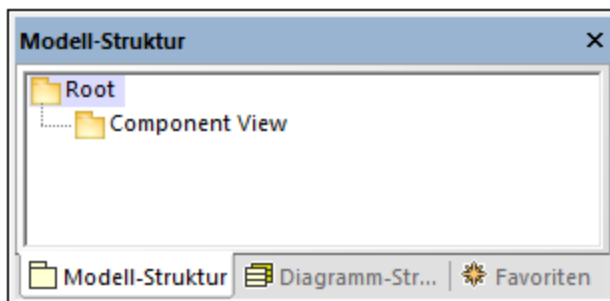 Modell-Struktur
Root
Component View
Modell-Struktur Diagramm-Str... Favoriten